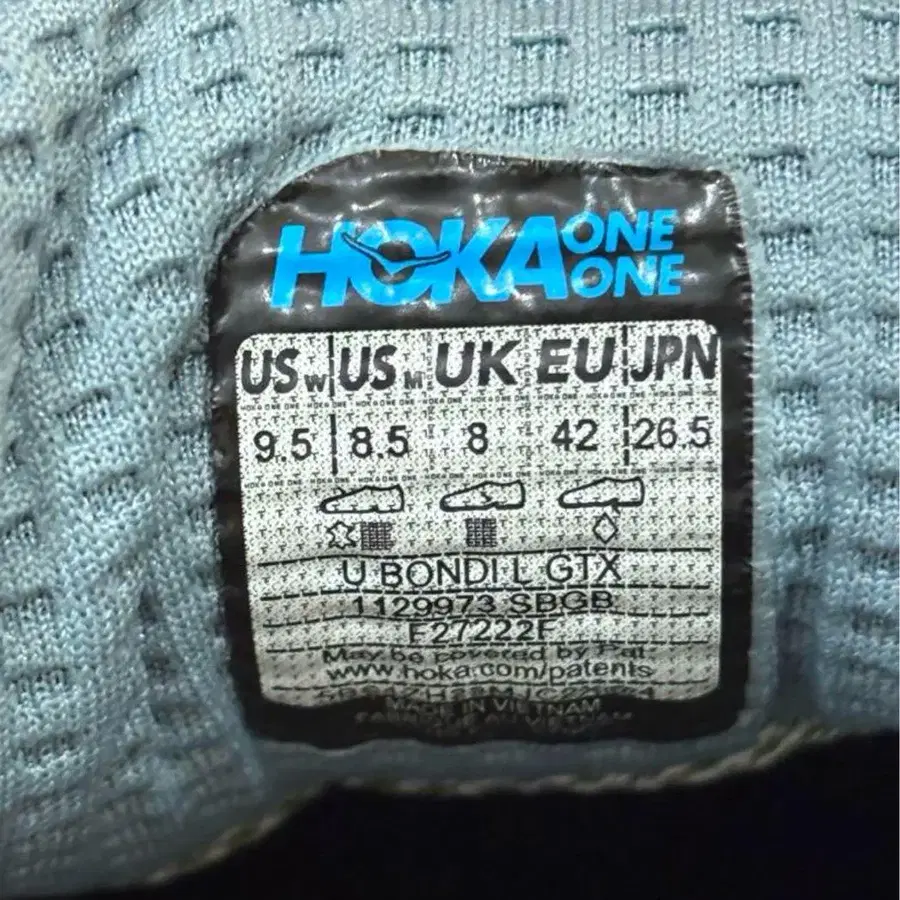 HOKA ONE ONE
US W US M UK EU JPN
9.5 8.5 8 42 26.5
U BONDI L GTX
1129973 SBGB
F27222F
May be covered by Pat:
www.hoka.com/patents
MADE IN VIETNAM